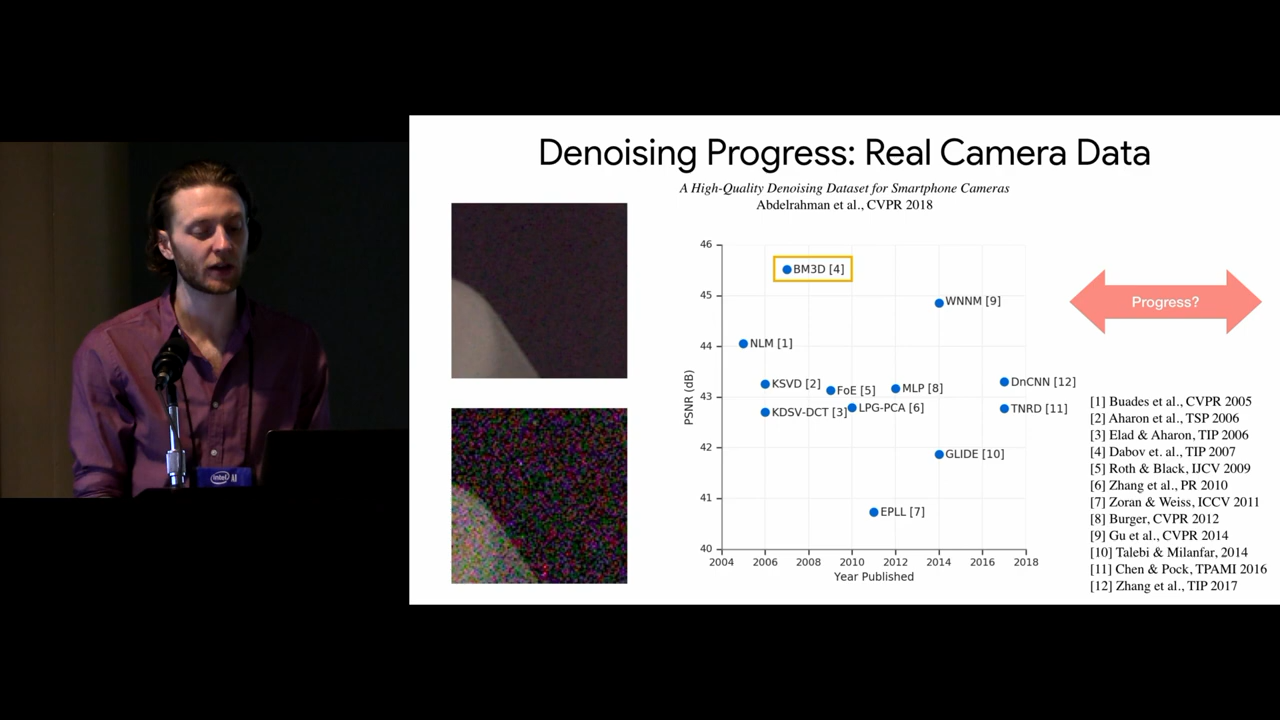 Denoising Progress: Real Camera Data
A High-Quality Denoising Dataset for Smartphone Cameras
Abdelrahman et al., CVPR 2018
46
45
44
43
42
41
40
PSNR (dB)
BM3D [4]
WNNM [9]
NLM [1]
KSVD [2]
FoE [5]
MLP [8]
DnCNN [12]
KDSV-DCT [3]
LPG-PCA [6]
TNRD [11]
GLIDE [10]
EPLL [7]
2004 2006 2008 2010 2012 2014 2016 2018
Year Published
Progress?
[1] Buades et al., CVPR 2005
[2] Aharon et al., TSP 2006
[3] Elad & Aharon, TIP 2006
[4] Dabov et. al., TIP 2007
[5] Roth & Black, IJCV 2009
[6] Zhang et al., PR 2010
[7] Zoran & Weiss, ICCV 2011
[8] Burger, CVPR 2012
[9] Gu et al., CVPR 2014
[10] Talebi & Milanfar, 2014
[11] Chen & Pock, TPAMI 2016
[12] Zhang et al., TIP 2017
intel AI